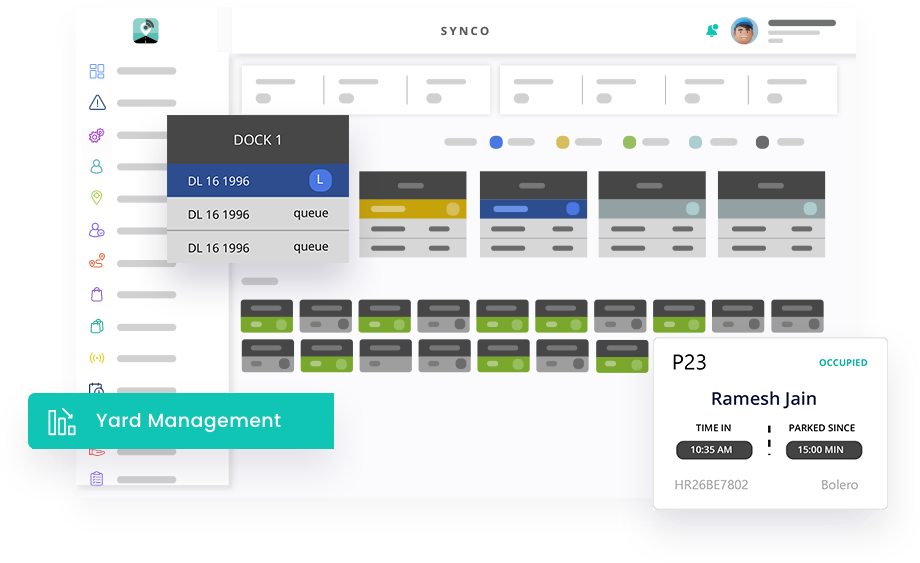 SYNCO
DOCK 1
DL 16 1996 L
DL 16 1996 queue
DL 16 1996 queue
Yard Management
P23 OCCUPIED
Ramesh Jain
TIME IN PARKED SINCE
10:35 AM 15:00 MIN
HR26BE7802 Bolero